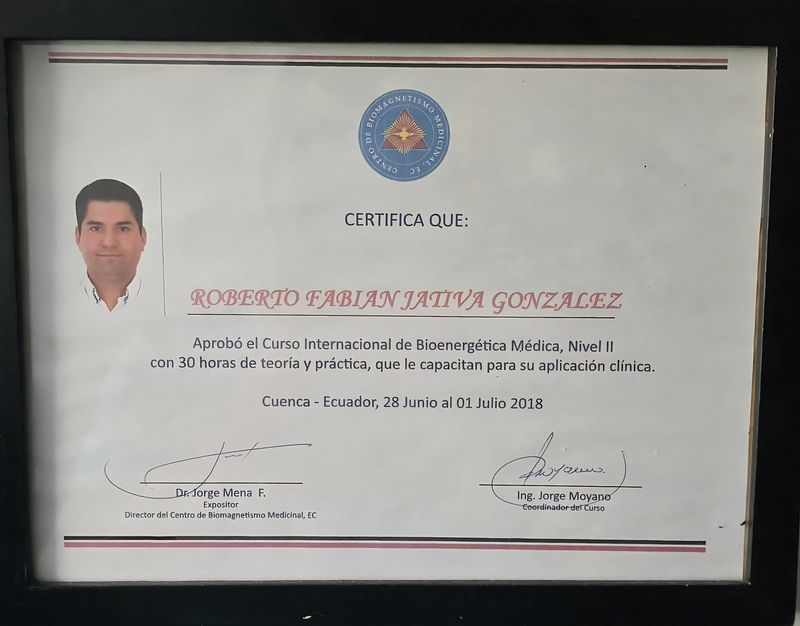 CENTRO DE BIOMAGNETISMO MEDICINAL, EC
CERTIFICA QUE:
ROBERTO FABIAN JATIVA GONZALEZ
Aprobó el Curso Internacional de Bioenergética Médica, Nivel II
con 30 horas de teoría y práctica, que le capacitan para su aplicación clínica.
Cuenca - Ecuador, 28 Junio al 01 Julio 2018
Dr. Jorge Mena F.
Expositor
Director del Centro de Biomagnetismo Medicinal, EC
Ing. Jorge Moyano
Coordinador del Curso